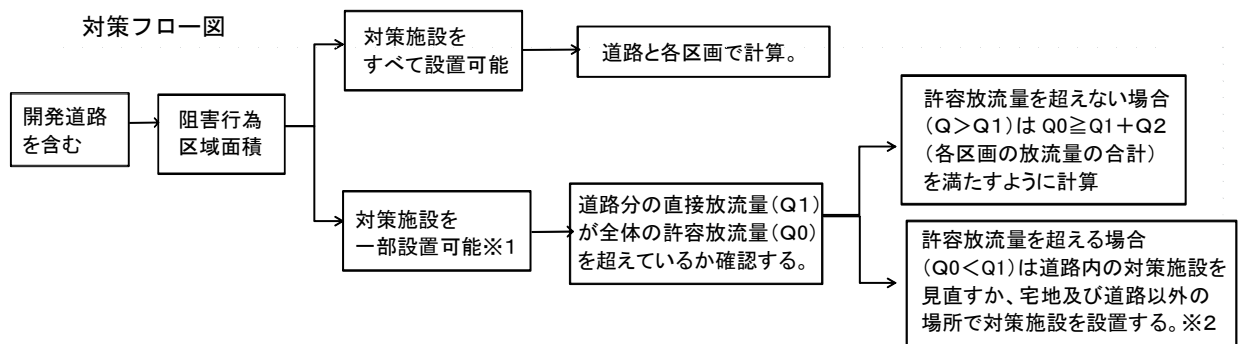 対策フロー図
開発道路
を含む
阻害行為
区域面積
対策施設を
すべて設置可能
道路と各区画で計算。
対策施設を
一部設置可能※1
道路分の直接放流量(Q1)
が全体の許容放流量(Q0)
を超えているか確認する。
許容放流量を超えない場合
(Q>Q1)は Q0≧Q1+Q2
(各区画の放流量の合計)
を満たすように計算
許容放流量を超える場合
(Q0<Q1)は道路内の対策施設を
見直すか、宅地及び道路以外の
場所で対策施設を設置する。※2